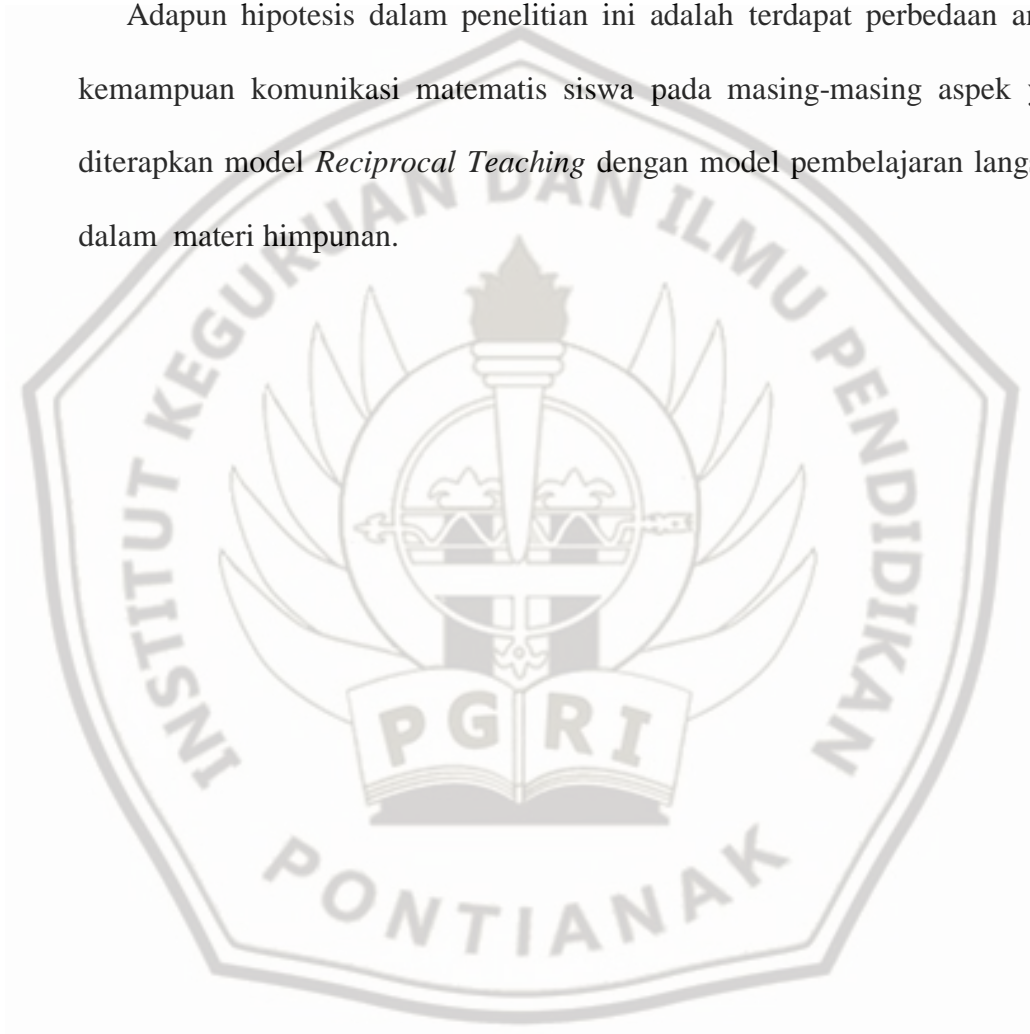 Adapun hipotesis dalam penelitian ini adalah terdapat perbedaan
kemampuan komunikasi matematis siswa pada masing-masing aspek
diterapkan model Reciprocal Teaching dengan model pembelajaran
dalam materi himpunan.
INSTITUT KEGURUAN DAN ILMU PENDIDIKAN
PGRI
PONTIANAK